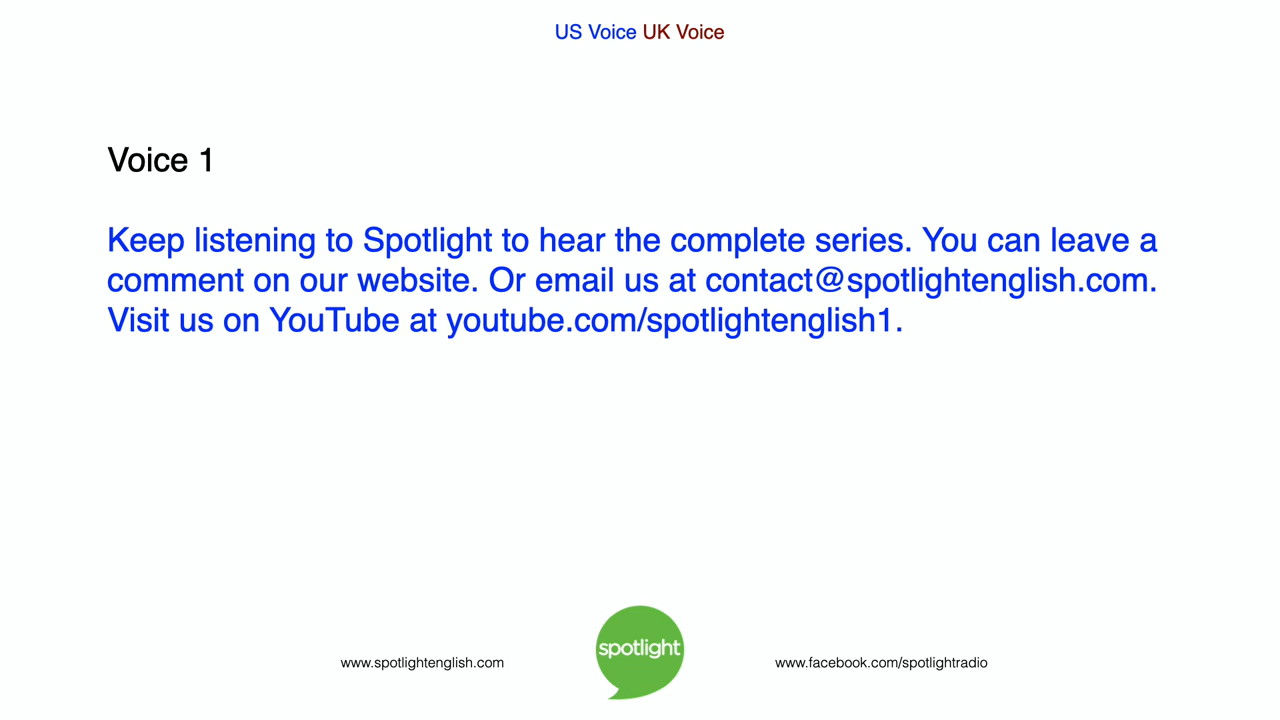 US Voice UK Voice
Voice 1
Keep listening to Spotlight to hear the complete series. You can leave a
comment on our website. Or email us at contact@spotlightenglish.com.
Visit us on YouTube at youtube.com/spotlightenglish1.
www.spotlightenglish.com
spotlight
www.facebook.com/spotlightradio